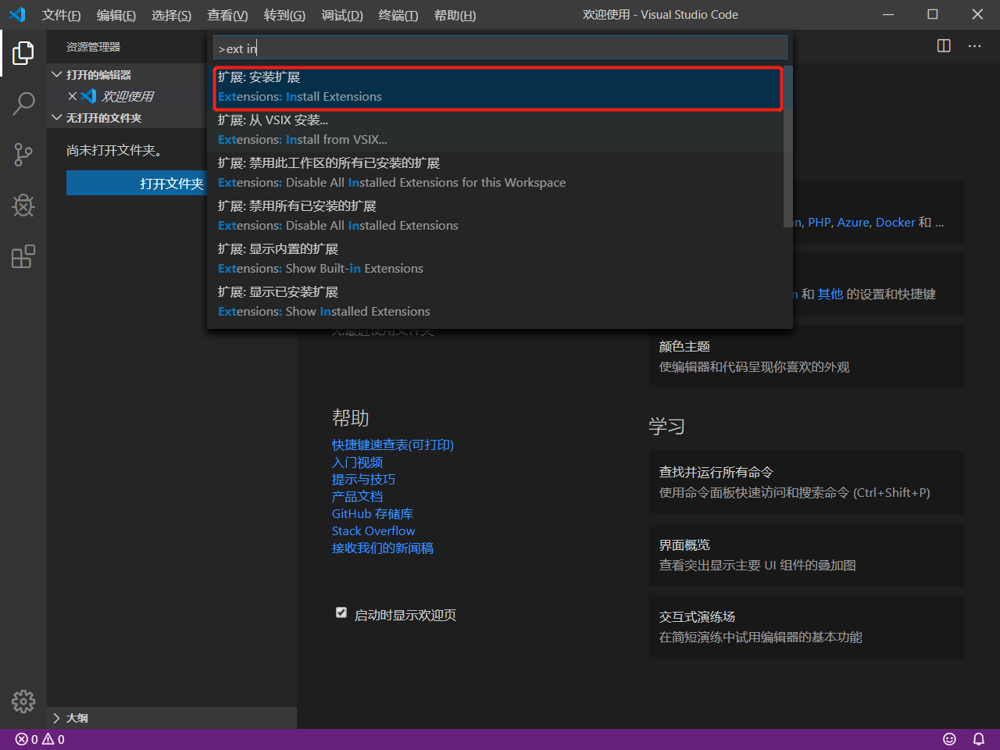 文件(F) 编辑(E) 选择(S) 查看(V) 转到(G) 调试(D) 终端(T) 帮助(H) 欢迎使用 - Visual Studio Code
资源管理器
>ext in
打开的编辑器
欢迎使用
无打开的文件夹
尚未打开文件夹。
打开文件夹
扩展: 安装扩展
Extensions: Install Extensions
扩展: 从 VSIX 安装...
Extensions: Install from VSIX...
扩展: 禁用此工作区的所有已安装的扩展
Extensions: Disable All Installed Extensions for this Workspace
扩展: 禁用所有已安装的扩展
Extensions: Disable All Installed Extensions
扩展: 显示内置的扩展
Extensions: Show Built-in Extensions
扩展: 显示已安装扩展
Extensions: Show Installed Extensions
n, PHP, Azure, Docker 和 ...
和 其他 的设置和快捷键
无最近使用文件夹
颜色主题
使编辑器和代码呈现你喜欢的外观
帮助
快捷键速查表(可打印)
入门视频
提示与技巧
产品文档
GitHub 存储库
Stack Overflow
接收我们的新闻稿
启动时显示欢迎页
学习
查找并运行所有命令
使用命令面板快速访问和搜索命令 (Ctrl+Shift+P)
界面概览
查看突出显示主要 UI 组件的叠加图
交互式演练场
在简短演练中试用编辑器的基本功能
大纲
0 0